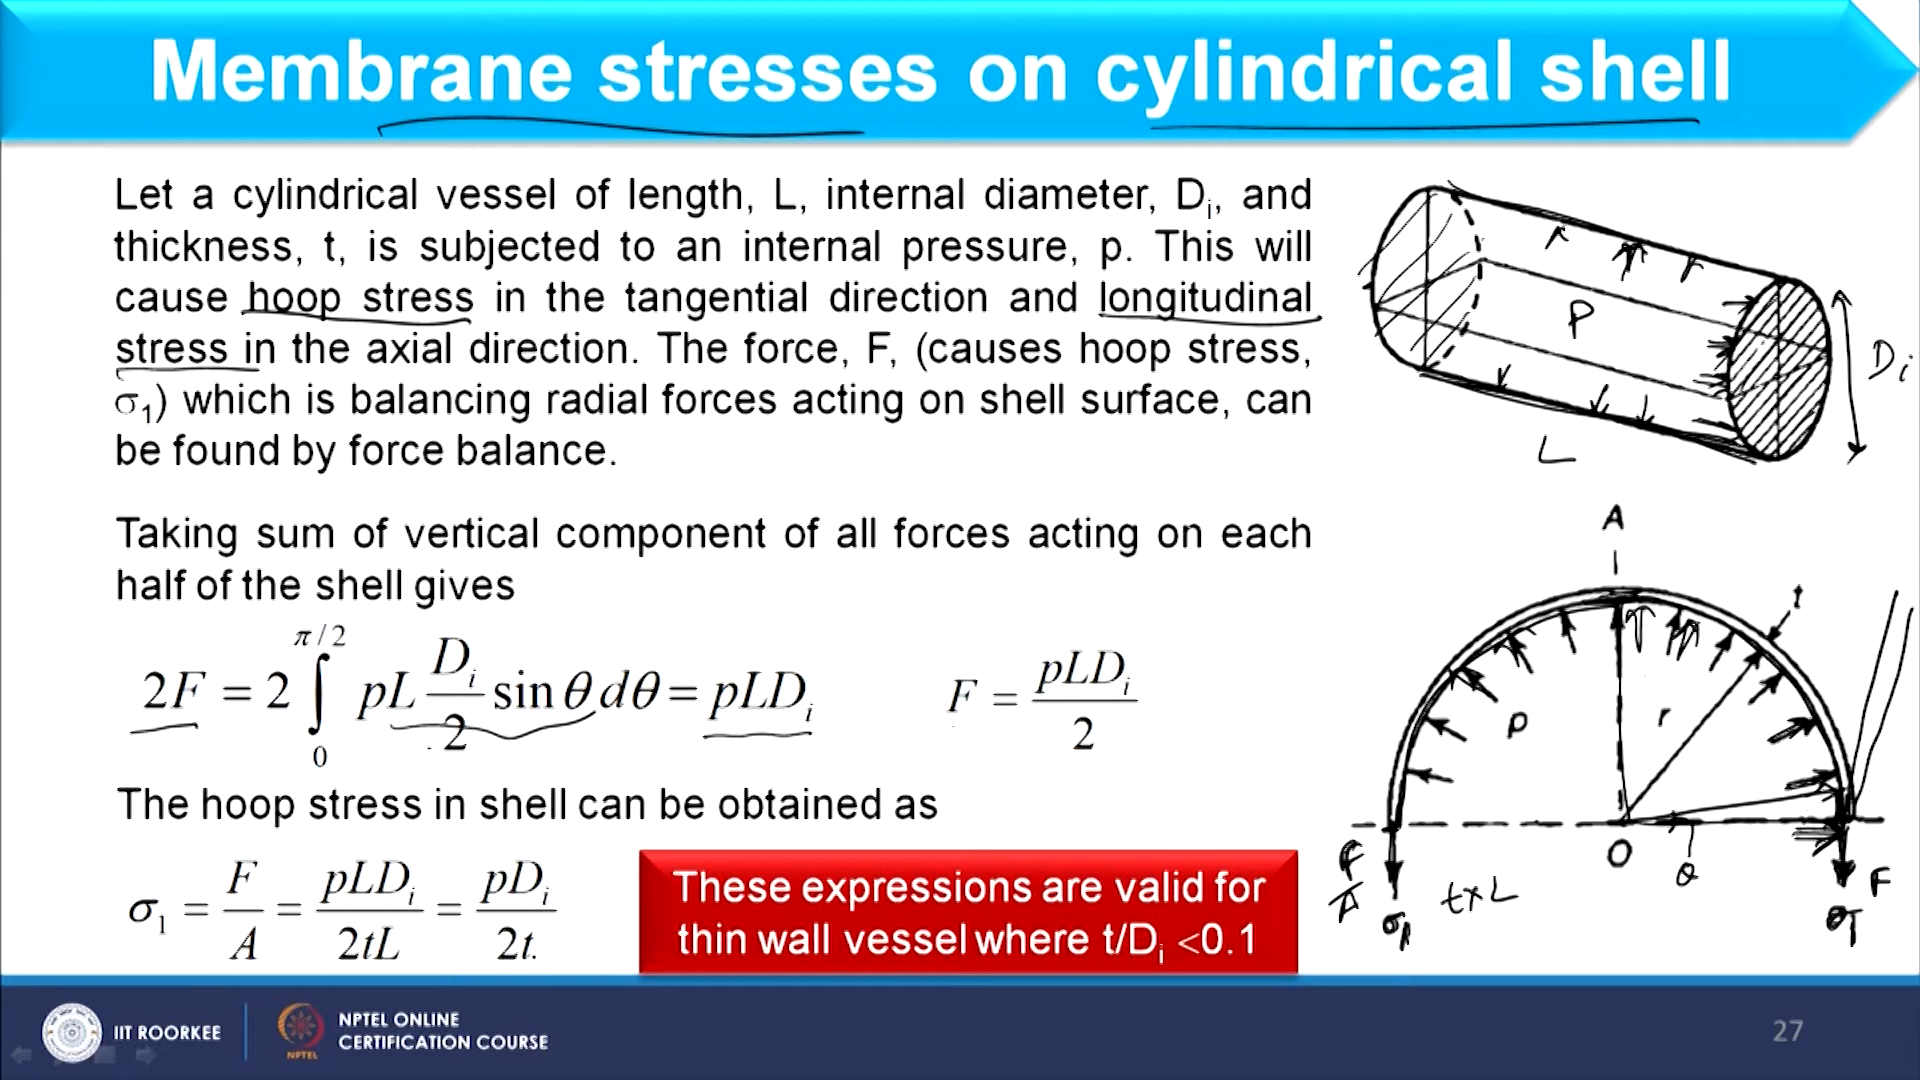 Membrane stresses on cylindrical shell
Let a cylindrical vessel of length, L, internal diameter, Di, and
thickness, t, is subjected to an internal pressure, p. This will
cause hoop stress in the tangential direction and longitudinal
stress in the axial direction. The force, F, (causes hoop stress,
σ1) which is balancing radial forces acting on shell surface, can
be found by force balance.
P
Di
L
Taking sum of vertical component of all forces acting on each
half of the shell gives
2F = 2 ∫₀^{π/2} pL Di/2 sin θ dθ = pLDi
F = pLDi/2
The hoop stress in shell can be obtained as
σ1 = F/A = pLDi/2tL = pDi/2t.
These expressions are valid for
thin wall vessel where t/Di <0.1
A
t
p
r
O
θ
F
t×L
F
IIT ROORKEE
NPTEL
NPTEL ONLINE
CERTIFICATION COURSE
27